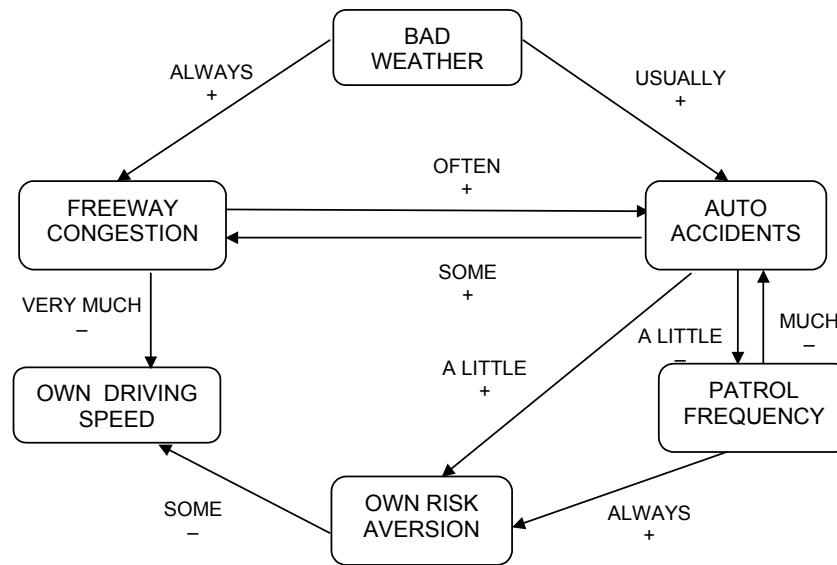 BAD
WEATHER
ALWAYS
+
USUALLY
+
OFTEN
+
FREEWAY
CONGESTION
AUTO
ACCIDENTS
SOME
+
VERY MUCH
–
A LITTLE
+
A LITTLE
–
MUCH
–
OWN DRIVING
SPEED
PATROL
FREQUENCY
OWN RISK
AVERSION
SOME
–
ALWAYS
+